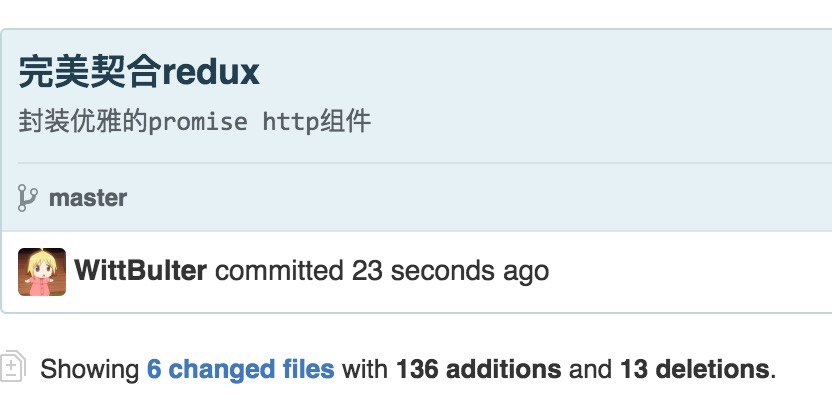 完美契合redux
封装优雅的promise http组件
master
WittBulter committed 23 seconds ago
Showing 6 changed files with 136 additions and 13 deletions.